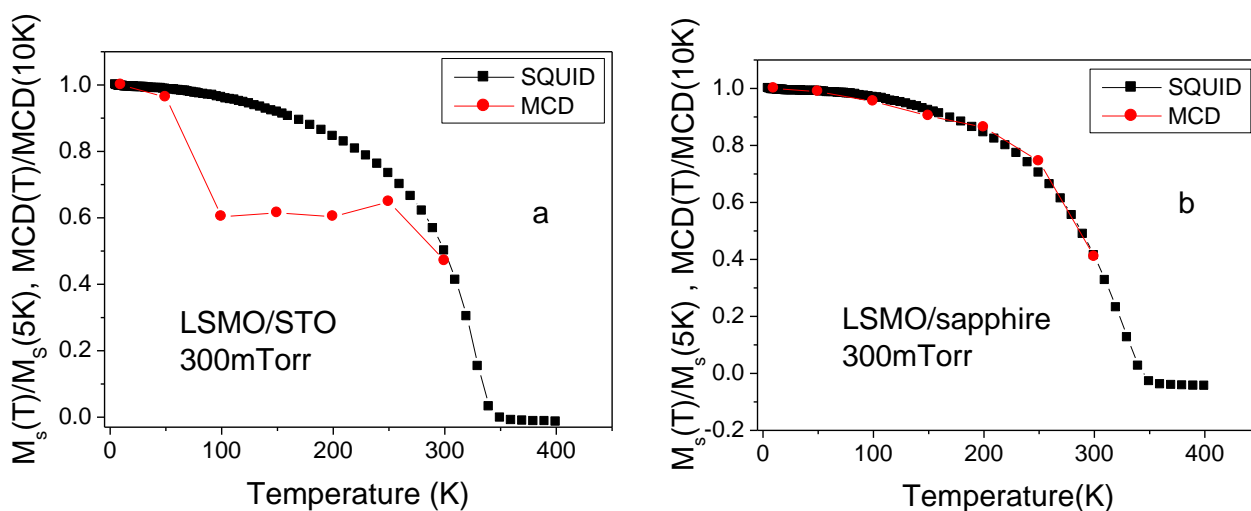 M_s(T)/M_s(5K), MCD(T)/MCD(10K)
1.0
0.8
0.6
0.4
0.2
0.0
0
100
200
300
400
Temperature (K)
SQUID
MCD
a
LSMO/STO
300mTorr
M_s(T)/M_s(5K) , MCD(T)/MCD(10K)
1.0
0.8
0.6
0.4
0.2
0.0
-0.2
0
100
200
300
400
Temperature(K)
SQUID
MCD
b
LSMO/sapphire
300mTorr